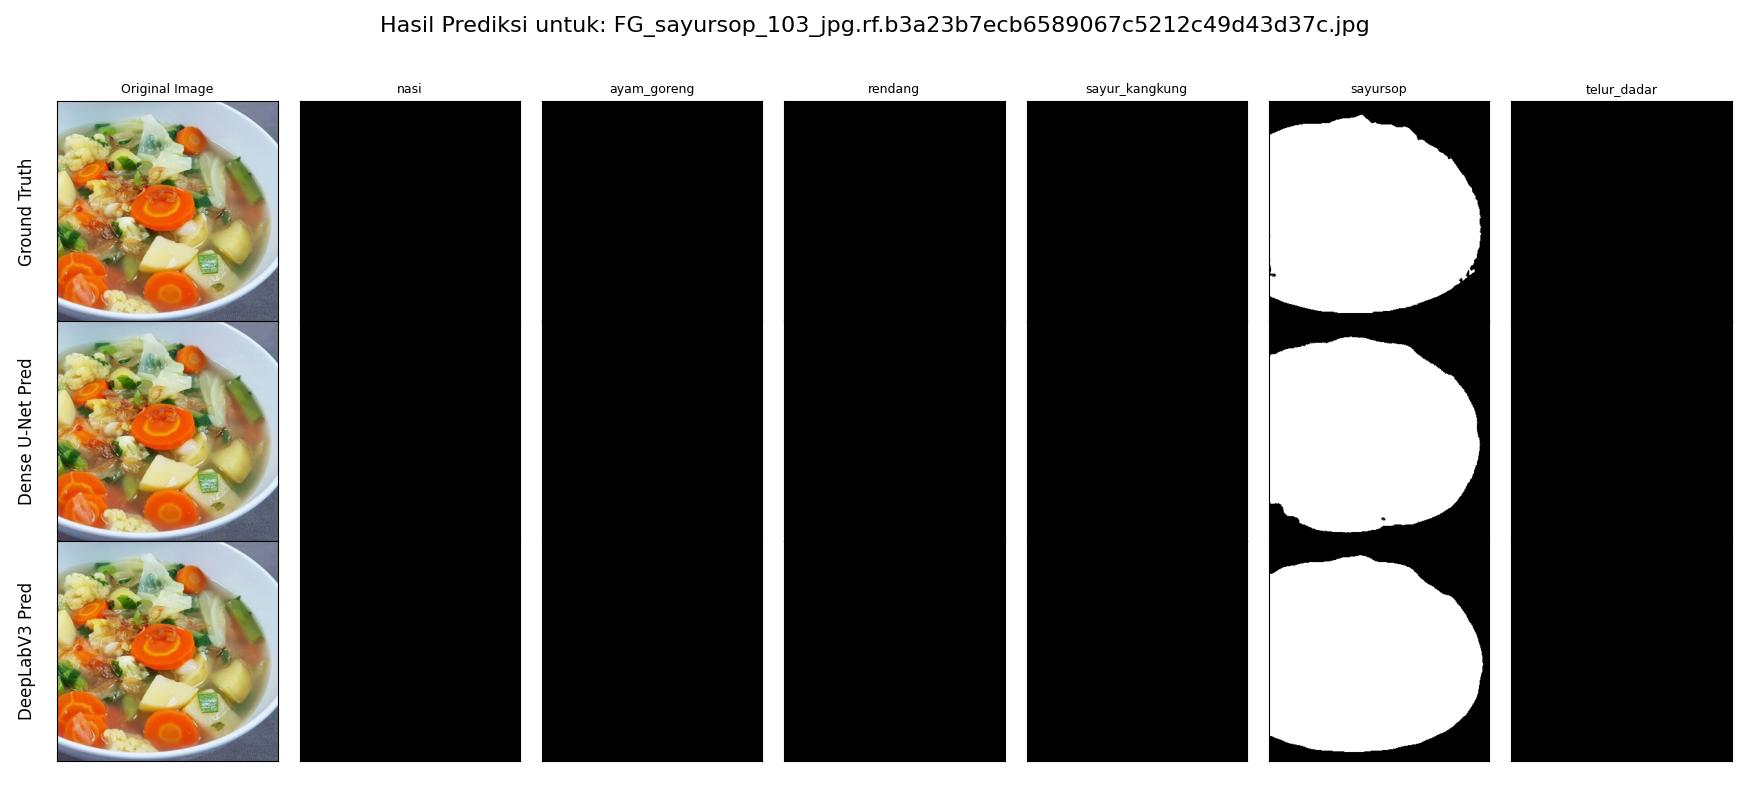 Hasil Prediksi untuk: FG_sayursop_103_jpg.rf.b3a23b7ecb6589067c5212c49d43d37c.jpg
Original Image
nasi
ayam_goreng
rendang
sayur_kangkung
sayursop
telur_dadar
Ground Truth
Dense U-Net Pred
DeepLabV3 Pred